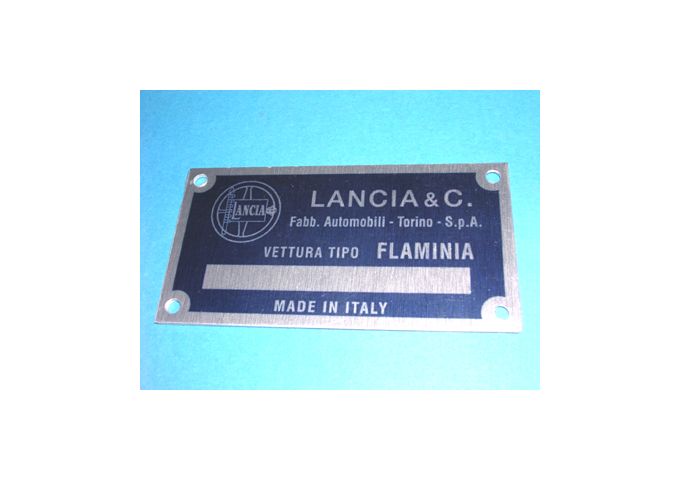 LANCIA
LANCIA & C.
Fabb. Automobili - Torino - S.p.A.
VETTURA TIPO FLAMINIA
MADE IN ITALY